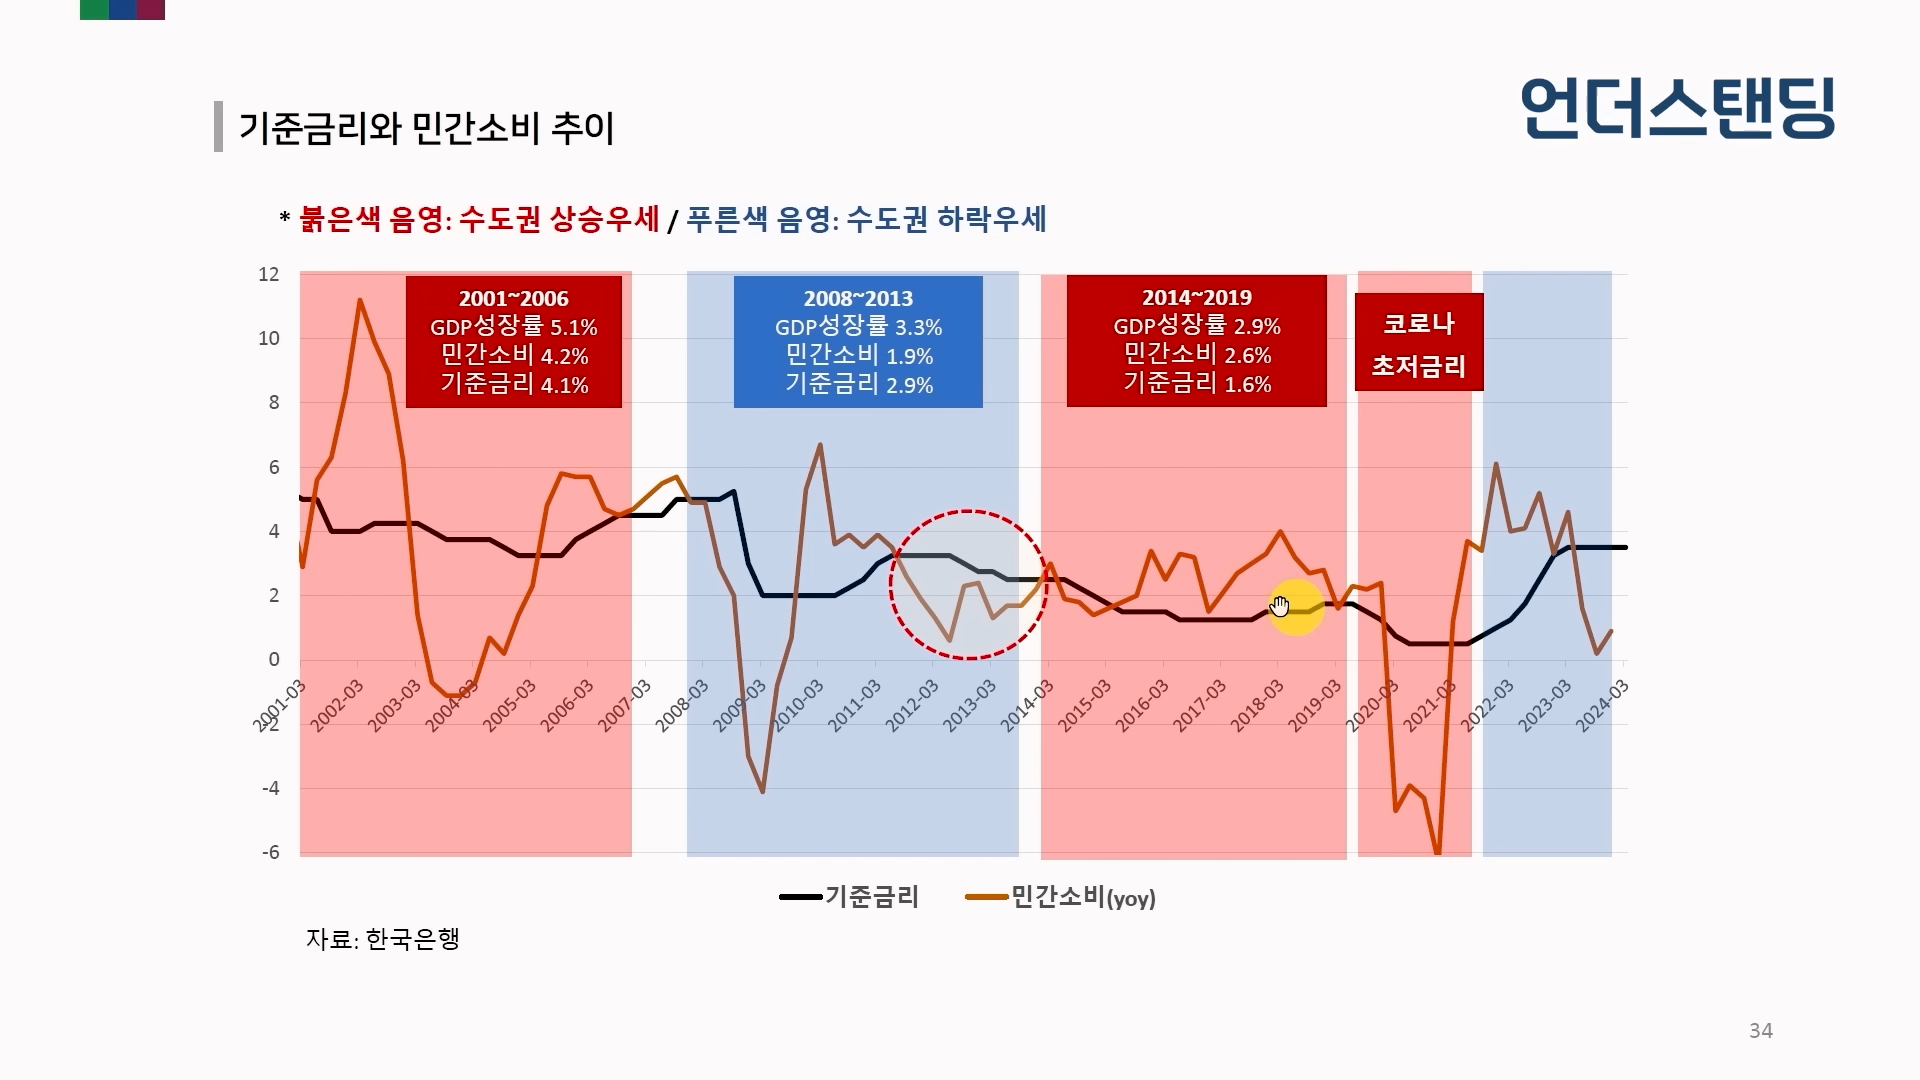 언더스탠딩
기준금리와 민간소비 추이
* 붉은색 음영: 수도권 상승우세 / 푸른색 음영: 수도권 하락우세
12
10
8
6
4
2
0
-2
-4
-6
2001~2006
GDP성장률 5.1%
민간소비 4.2%
기준금리 4.1%
2008~2013
GDP성장률 3.3%
민간소비 1.9%
기준금리 2.9%
2014~2019
GDP성장률 2.9%
민간소비 2.6%
기준금리 1.6%
코로나
초저금리
2001-03
2002-03
2003-03
2004-03
2005-03
2006-03
2007-03
2008-03
2009-03
2010-03
2011-03
2012-03
2013-03
2014-03
2015-03
2016-03
2017-03
2018-03
2019-03
2020-03
2021-03
2022-03
2023-03
2024-03
기준금리 민간소비(yoy)
자료: 한국은행
34